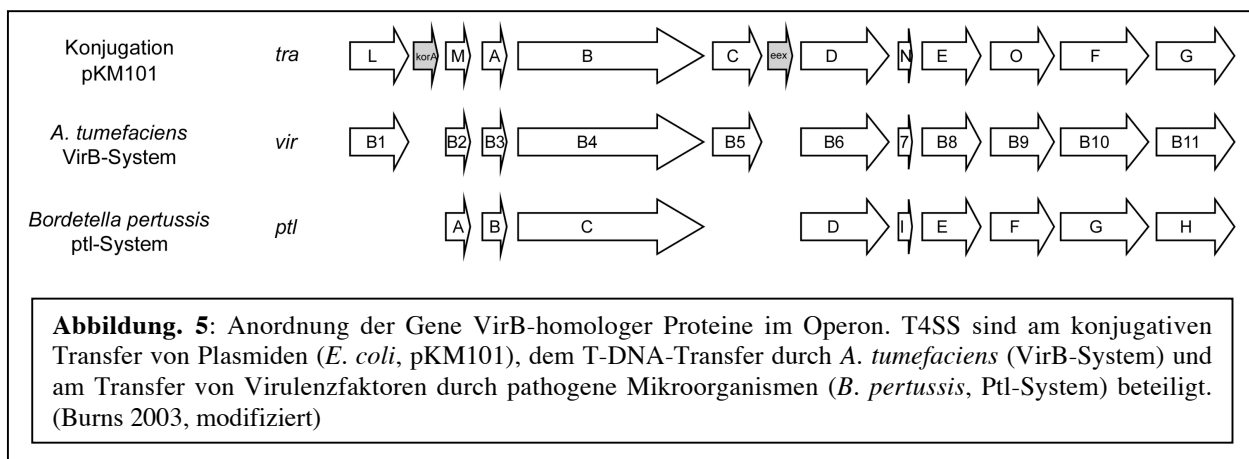 Konjugation
pKM101
tra
L korA M A B C eex D N E O F G
A. tumefaciens
VirB-System
vir
B1 B2 B3 B4 B5 B6 7 B8 B9 B10 B11
Bordetella pertussis
ptl-System
ptl
A B C D I E F G H
Abbildung. 5: Anordnung der Gene VirB-homologer Proteine im Operon. T4SS sind am konjugativen
Transfer von Plasmiden (E. coli, pKM101), dem T-DNA-Transfer durch A. tumefaciens (VirB-System) und
am Transfer von Virulenzfaktoren durch pathogene Mikroorganismen (B. pertussis, Ptl-System) beteiligt.
(Burns 2003, modifiziert)